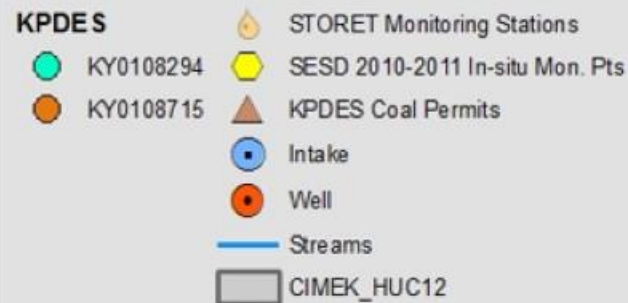 KPDES
KY0108294
KY0108715
STORET Monitoring Stations
SESD 2010-2011 In-situ Mon. Pts
KPDES Coal Permits
Intake
Well
Streams
CIMEK_HUC12